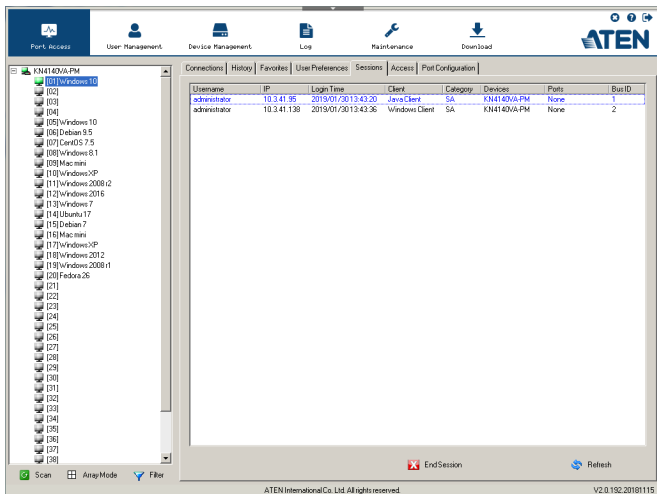 Port Access
User Management
Device Management
Log
Maintenance
Download
ATEN
KN4140VA-PM
[01]Windows 10
[02]
[03]
[04]
[05]Windows 10
[06]Debian 9.5
[07]CentOS 7.5
[08]Windows 8.1
[09]Mac mini
[10]Windows XP
[11]Windows 2008 r2
[12]Windows 2016
[13]Windows 7
[14]Ubuntu 17
[15]Debian 7
[16]Mac mini
[17]Windows XP
[18]Windows 2012
[19]Windows 2008 r1
[20]Fedora 26
[21]
[22]
[23]
[24]
[25]
[26]
[27]
[28]
[29]
[30]
[31]
[32]
[33]
[34]
[35]
[36]
[37]
[38]
Scan Array Mode Filter
Connections History Favorites User Preferences Sessions Access Port Configuration
Username IP Login Time Client Category Devices Ports Bus ID
administrator 10.3.41.95 2019/01/30 13:43:20 Java Client SA KN4140VA-PM None 1
administrator 10.3.41.138 2019/01/30 13:43:36 Windows Client SA KN4140VA-PM None 2
End Session
Refresh
ATEN International Co. Ltd. All rights reserved.
V2.0.192.20181115